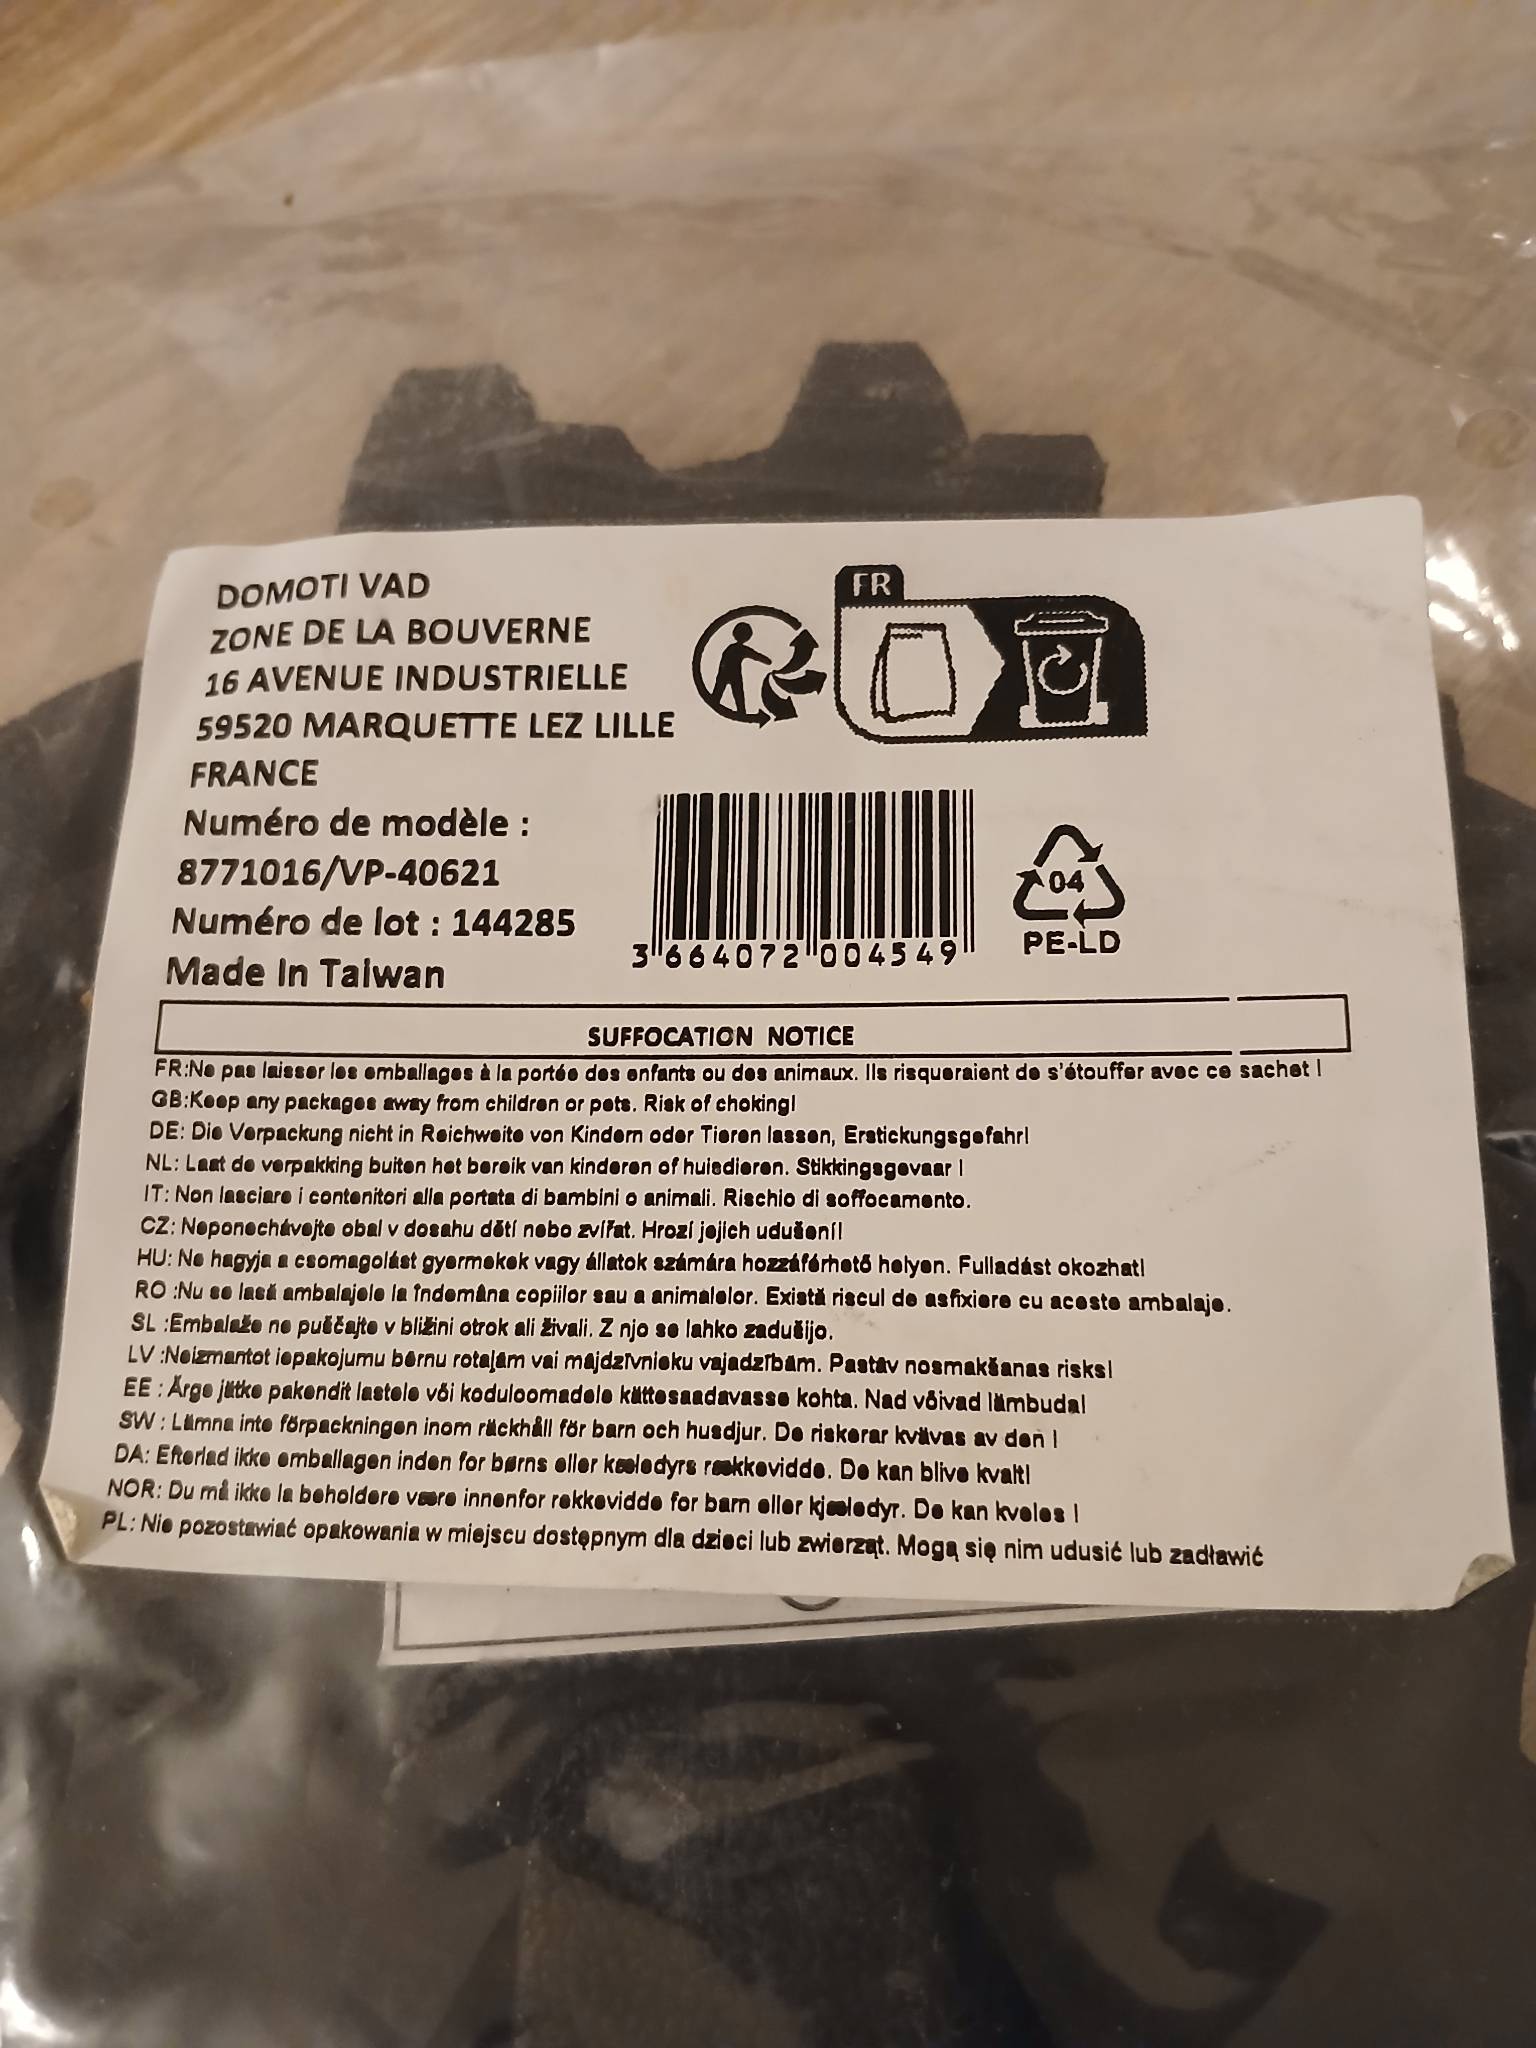 DOMOTI VAD
ZONE DE LA BOUVERNE
16 AVENUE INDUSTRIELLE
59520 MARQUETTE LEZ LILLE
FRANCE
FR
Numéro de modèle :
8771016/VP-40621
Numéro de lot : 144285
Made In Taiwan
3 664072 004549
04
PE-LD
SUFFOCATION NOTICE
FR:Ne pas laisser les emballages à la portée des enfants ou des animaux. Ils risqueraient de s'étouffer avec ce sachet !
GB:Keep any packages away from children or pets. Risk of choking!
DE: Die Verpackung nicht in Reichweite von Kindern oder Tieren lassen, Erstickungsgefahr!
NL: Laat de verpakking buiten het bereik van kinderen of huisdieren. Stikkingsgevaar !
IT: Non lasciare i contenitori alla portata di bambini o animali. Rischio di soffocamento.
CZ: Neponechávejte obal v dosahu dětí nebo zvířat. Hrozí jejich udušení!
HU: Ne hagyja a csomagolást gyermekek vagy állatok számára hozzáférhető helyen. Fulladást okozhat!
RO :Nu se lasă ambalajele la îndemâna copiilor sau a animalelor. Există riscul de asfixiere cu aceste ambalaje.
SL :Embalaže ne puščajte v bližini otrok ali živali. Z njo se lahko zadušijo.
LV :Neizmantot iepakojumu bērnu rotaļām vai mājdzīvnieku vajadzībām. Pastāv nosmakšanas risks!
EE : Ärge jätke pakendit lastele või koduloomadele kättesaadavasse kohta. Nad võivad lämbuda!
SW : Lämna inte förpackningen inom räckhåll för barn och husdjur. De riskerar kvävas av den !
DA: Efterlad ikke emballagen inden for børns eller kæledyrs rækkevidde. De kan blive kvalt!
NOR: Du må ikke la beholdere være innenfor rekkevidde for barn eller kjæledyr. De kan kveles !
PL: Nie pozostawiać opakowania w miejscu dostępnym dla dzieci lub zwierząt. Mogą się nim udusić lub zadławić